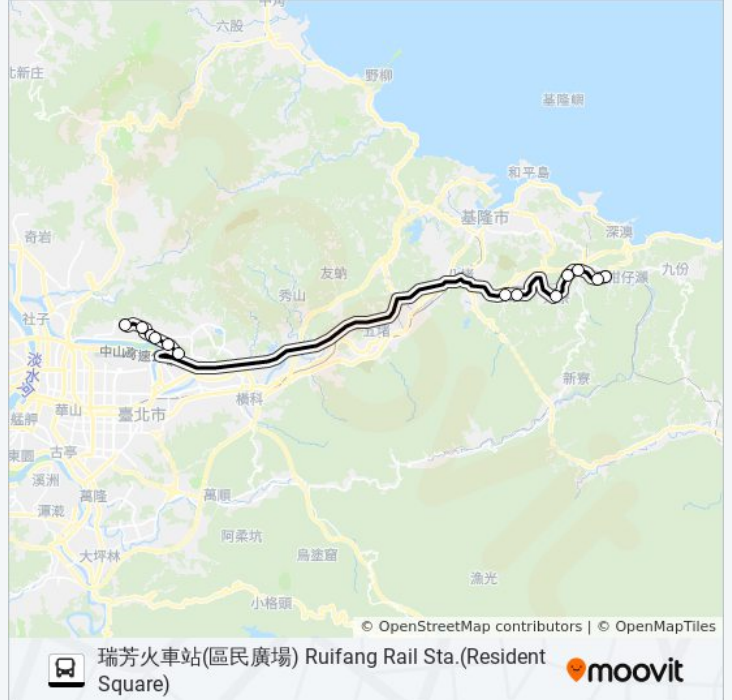 六股
北新庄
野柳
基隆嶼
和平島
基隆市
奇岩
深澳
友蚋
九份
秀山
社子
中山高速
五堵
淡水河
新寮
橫科
華山
臺北市
艋舺
東園
古亭
溪洲
萬隆
萬順
阿柔坑
烏塗窟
大坪林
漁光
小格頭
© OpenStreetMap contributors | © OpenMapTiles
瑞芳火車站(區民廣場) Ruifang Rail Sta.(Resident
Square)
moovit